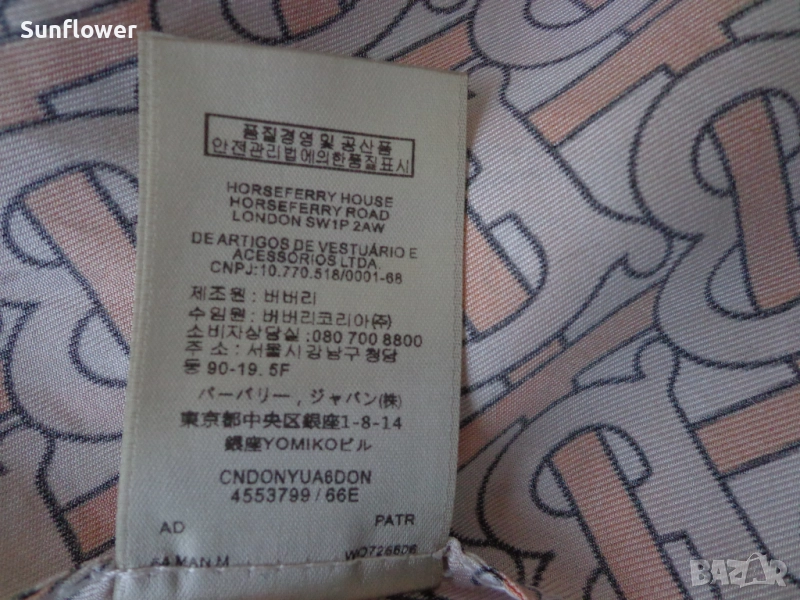 Sunflower
품질경영 및 공산품
안전관리법에의한품질표시
HORSEFERRY HOUSE
HORSEFERRY ROAD
LONDON SW1P 2AW
DE ARTIGOS DE VESTUÁRIO E
ACESSÓRIOS LTDA.
CNPJ:10.770.518/0001-68
제조원 : 버버리
수입원 : 버버리코리아(주)
소비자상담실 : 080 700 8800
주 소 : 서울시강남구 청담
동 90-19. 5F
バーバリー , ジャパン(株)
東京都中央区銀座1-8-14
銀座YOMIKOビル
CNDONYUA6DON
4553799 / 66E
AD PATR
MAN M WO726606
BAZAR.bg